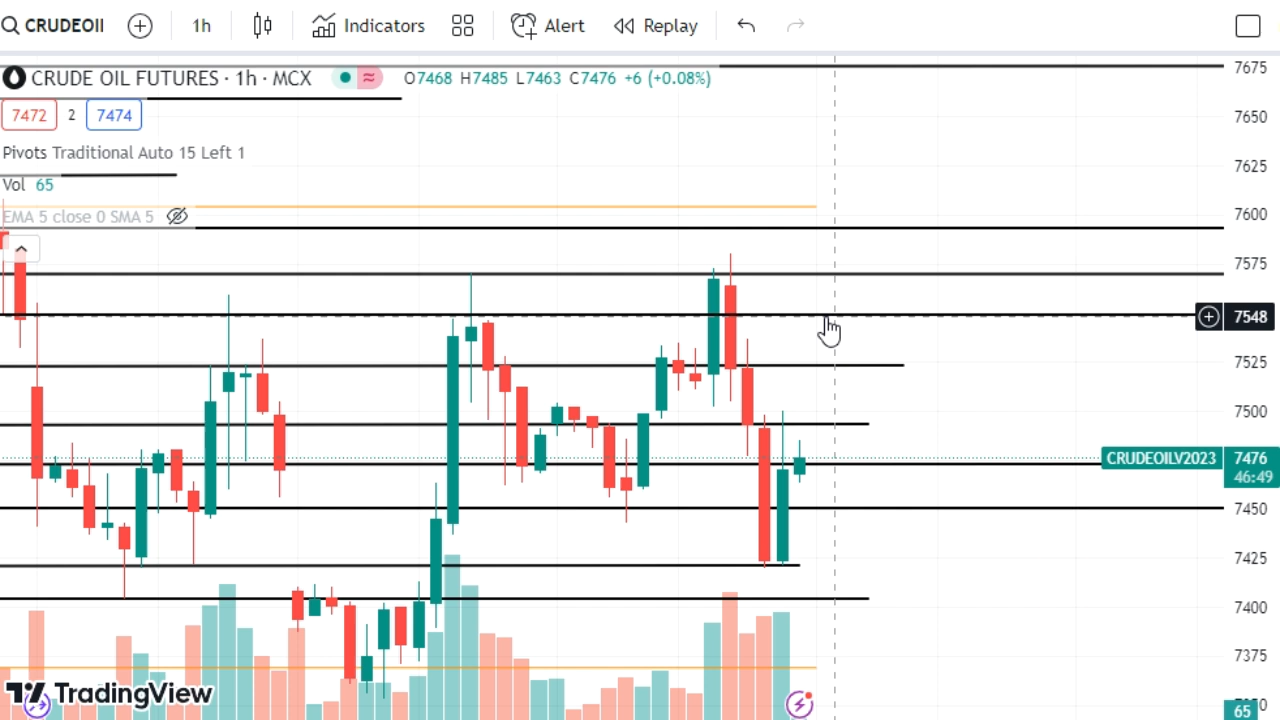 CRUDEOII 1h Indicators Alert Replay
CRUDE OIL FUTURES · 1h · MCX O7468 H7485 L7463 C7476 +6 (+0.08%)
7472 2 7474
Pivots Traditional Auto 15 Left 1
Vol 65
EMA 5 close 0 SMA 5
7675
7650
7625
7600
7575
7548
7525
7500
CRUDEOILV2023 7476
46:49
7450
7425
7400
7375
65
TradingView